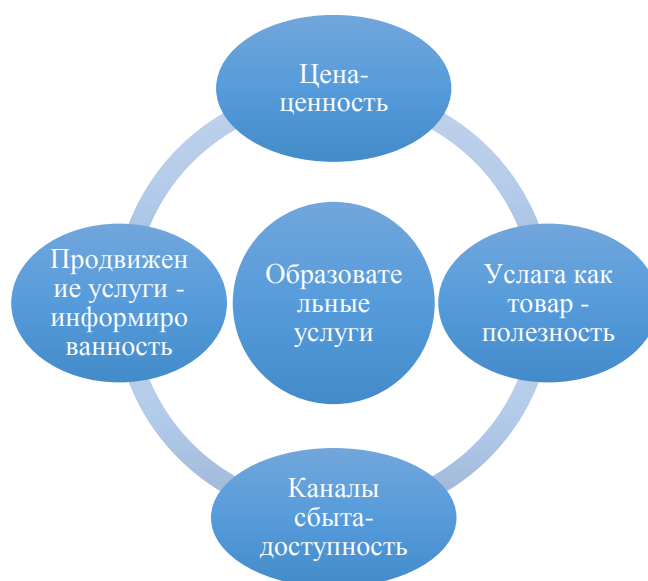 Цена-
ценность
Продвижен
ие услуги -
информиро
ванность
Образовате
льные
услуги
Услага как
товар -
полезность
Каналы
сбыта-
доступность